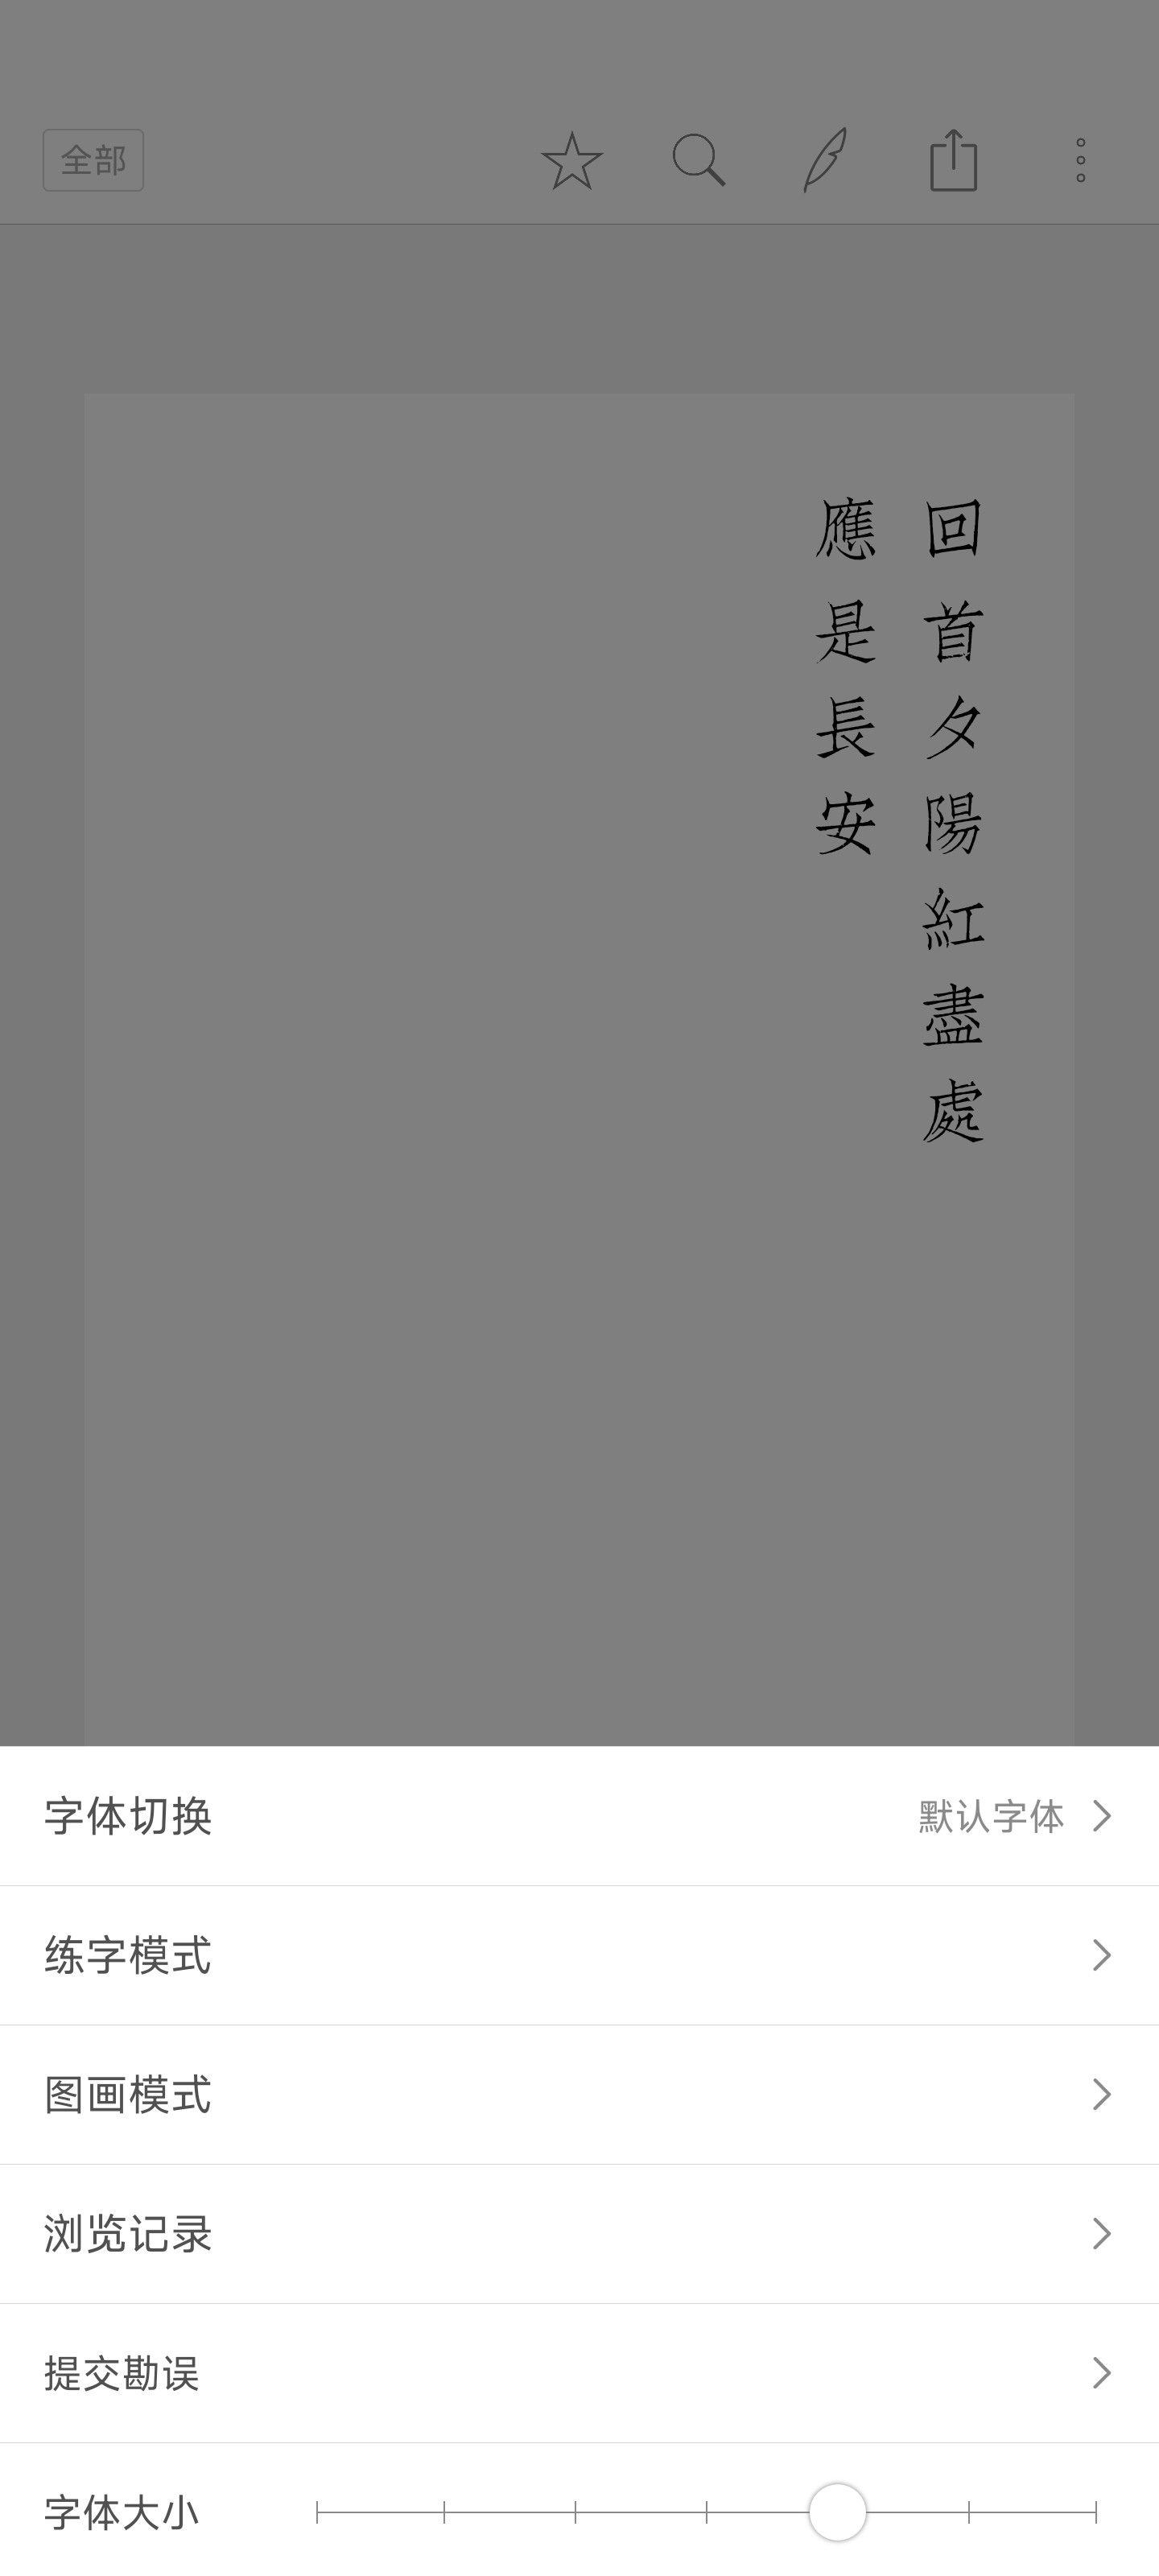 全部
回首夕陽紅盡處
應是長安
字体切换
默认字体
练字模式
图画模式
浏览记录
提交勘误
字体大小